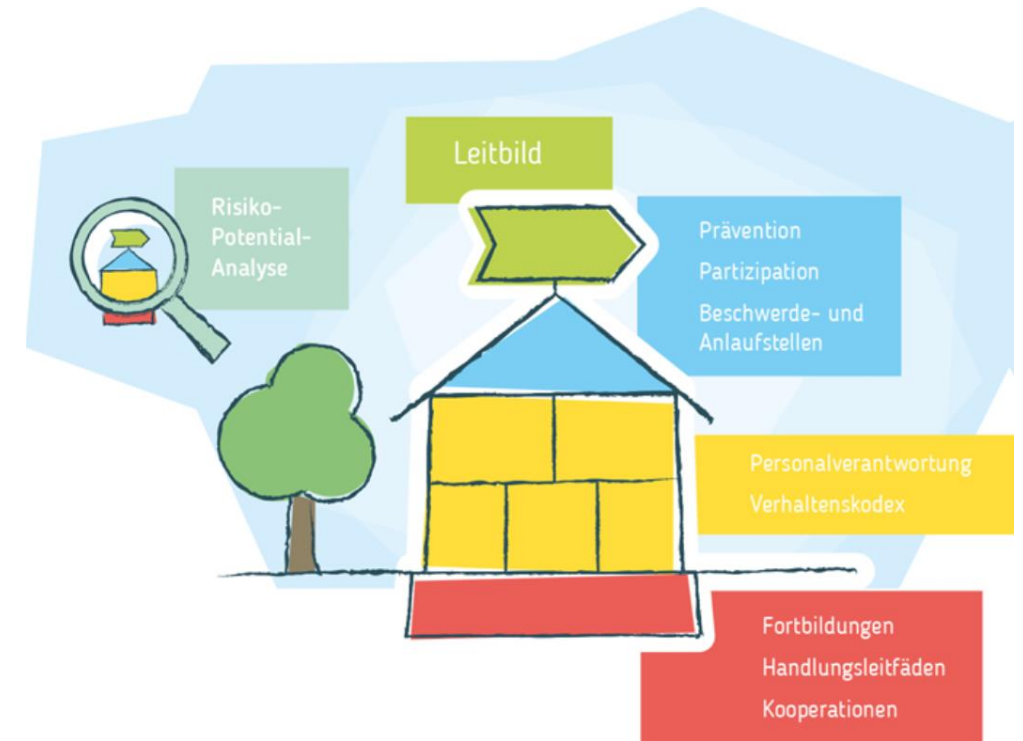 Leitbild
Risiko-
Potential-
Analyse
Prävention
Partizipation
Beschwerde- und
Anlaufstellen
Personalverantwortung
Verhaltenskodex
Fortbildungen
Handlungsleitfäden
Kooperationen